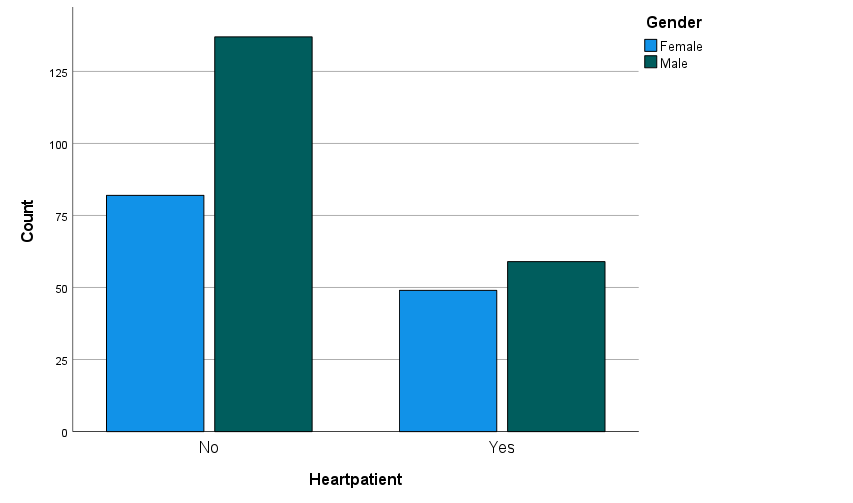 Gender
Female
Male
125
100
75
50
25
0
Count
No
Yes
Heartpatient